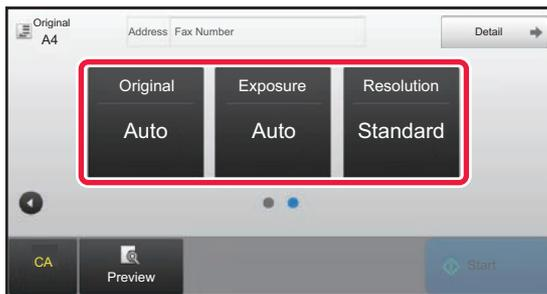 Original
A4
Address Fax Number
Detail
Original Exposure Resolution
Auto Auto Standard
CA
Preview
Start